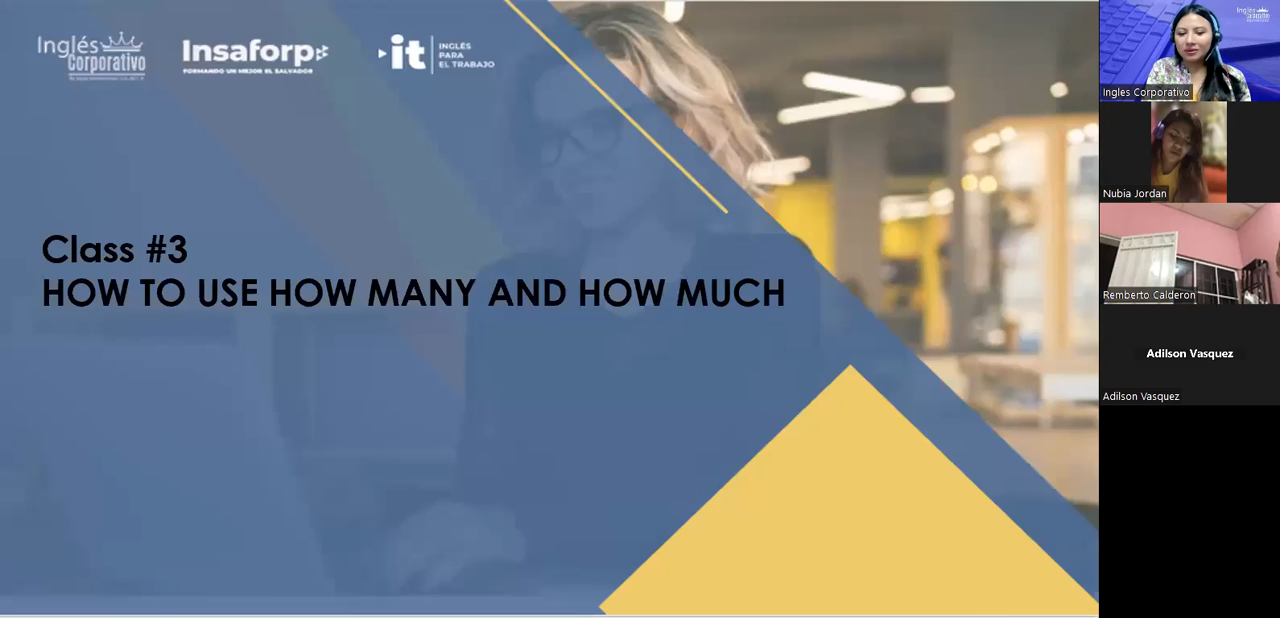 Inglés
Corporativo
Insaforp
FORMANDO UN MEJOR EL SALVADOR
it
INGLÉS
PARA
EL TRABAJO
Class #3
HOW TO USE HOW MANY AND HOW MUCH
Ingles Corporativo
Nubia Jordan
Remberto Calderon
Adilson Vasquez
Adilson Vasquez